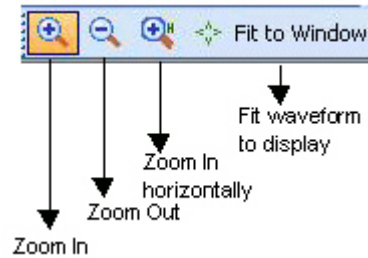 H
Fit to Window
Fit waveform
to display
Zoom In
horizontally
Zoom Out
Zoom In